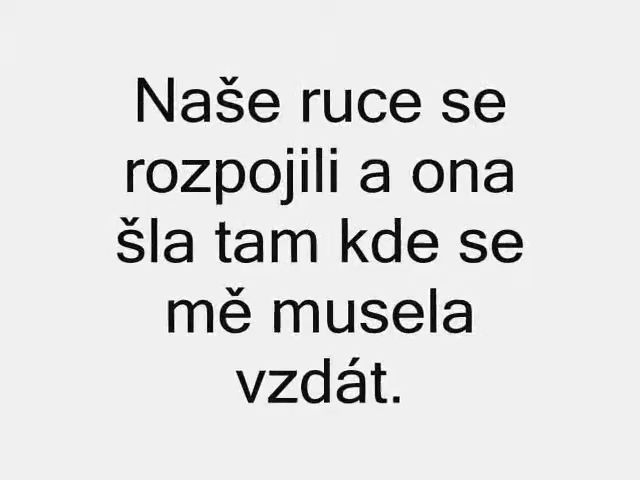 Naše ruce se
rozpojili a ona
šla tam kde se
mě musela
vzdát.